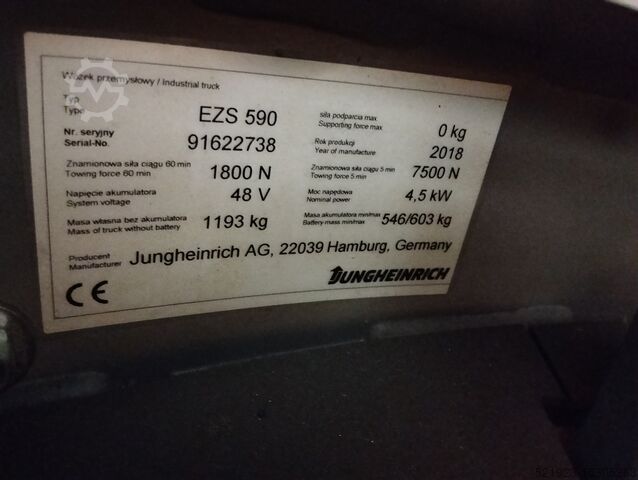 Wózek przemysłowy / Industrial truck
Typ
Type
EZS 590
siła podparcia max
Supporting force max
0 kg
Nr. seryjny
Serial-No.
91622738
Rok produkcji
Year of manufacture
2018
Znamionowa siła ciągu 60 min
Towing force 60 min
1800 N
Znamionowa siła ciągu 5 min
Towing force 5 min
7500 N
Napięcie akumulatora
System voltage
48 V
Moc napędowa
Nominal power
4,5 kW
Masa własna bez akumulatora
Mass of truck without battery
1193 kg
Masa akumulatora min/max
Battery-mass min/max
546/603 kg
Producent
Manufacturer
Jungheinrich AG, 22039 Hamburg, Germany
CE
JUNGHEINRICH